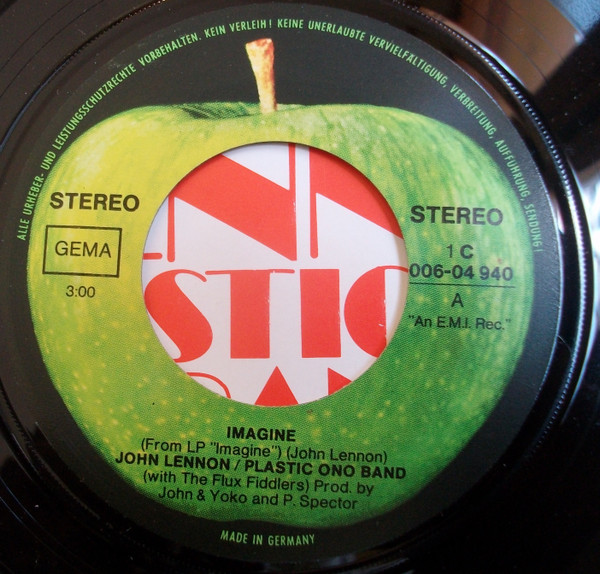 ALLE URHEBER- UND LEISTUNGSSCHUTZRECHTE VORBEHALTEN. KEIN VERLEIH! KEINE UNERLAUBTE VERVIELFÄLTIGUNG, VERBREITUNG, AUFFÜHRUNG, SENDUNG!
STEREO
GEMA
3:00
STEREO
1 C
006-04 940
A
"An E.M.I. Rec."
NN
STIC
IMAGINE
(From LP "Imagine") (John Lennon)
JOHN LENNON / PLASTIC ONO BAND
(with The Flux Fiddlers) Prod. by
John & Yoko and P. Spector
MADE IN GERMANY